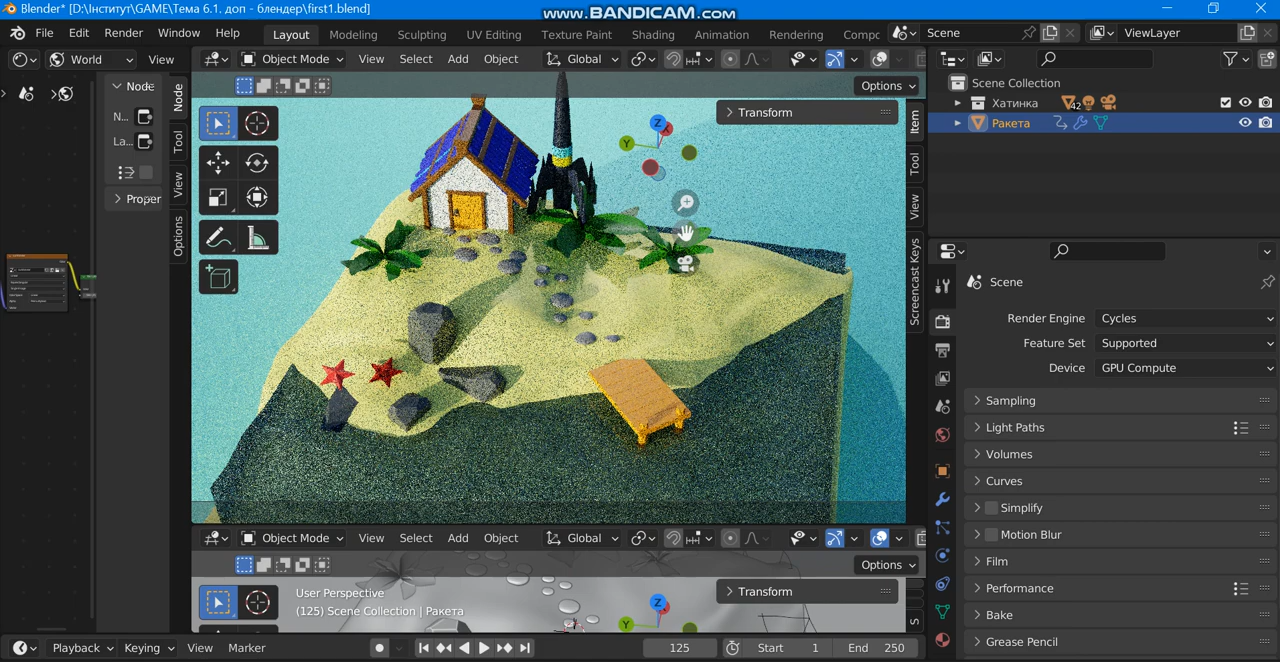 Blender* [D:\Інститут\GAME\Тема 6.1. доп - блендер\first1.blend]
www.BANDICAM.com
File Edit Render Window Help
Layout Modeling Sculpting UV Editing Texture Paint Shading Animation Rendering Compo
Scene
ViewLayer
World View
Object Mode View Select Add Object Global
Options
Node
N...
La...
Proper
Node
Tool
View
Options
Transform
Item
Tool
View
Screencast Keys
X
Y
Z
Scene Collection
Хатинка
42
Ракета
Scene
Render Engine Cycles
Feature Set Supported
Device GPU Compute
Sampling
Light Paths
Volumes
Curves
Simplify
Motion Blur
Film
Performance
Bake
Grease Pencil
Object Mode View Select Add Object Global
Options
User Perspective
(125) Scene Collection | Ракета
Transform
S
Y
Z
Playback Keying View Marker
125
Start 1
End 250